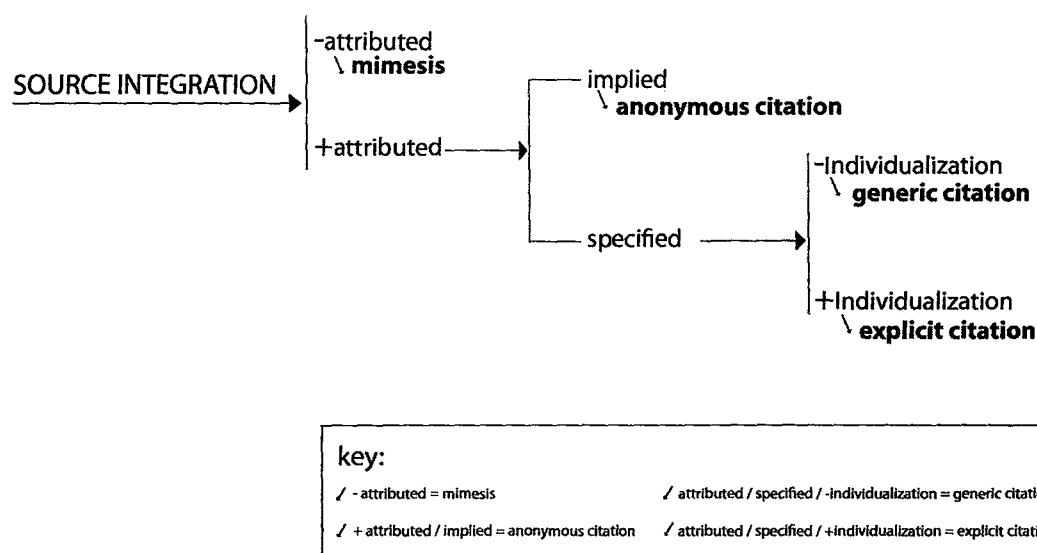 -attributed
mimesis
SOURCE INTEGRATION
+attributed
implied
anonymous citation
specified
-Individualization
generic citation
+Individualization
explicit citation
key:
- attributed = mimesis
attributed / specified / -individualization = generic citati
+ attributed / implied = anonymous citation
attributed / specified / +individualization = explicit citati